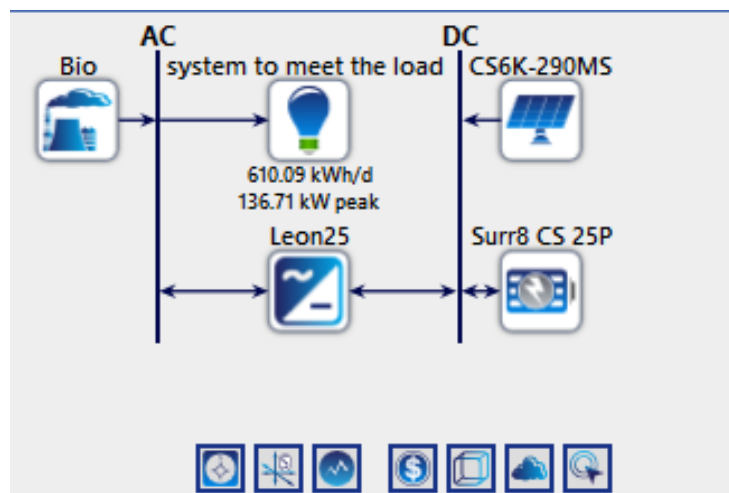 AC
DC
Bio
system to meet the load
CS6K-290MS
610.09 kWh/d
136.71 kW peak
Leon25
Surr8 CS 25P